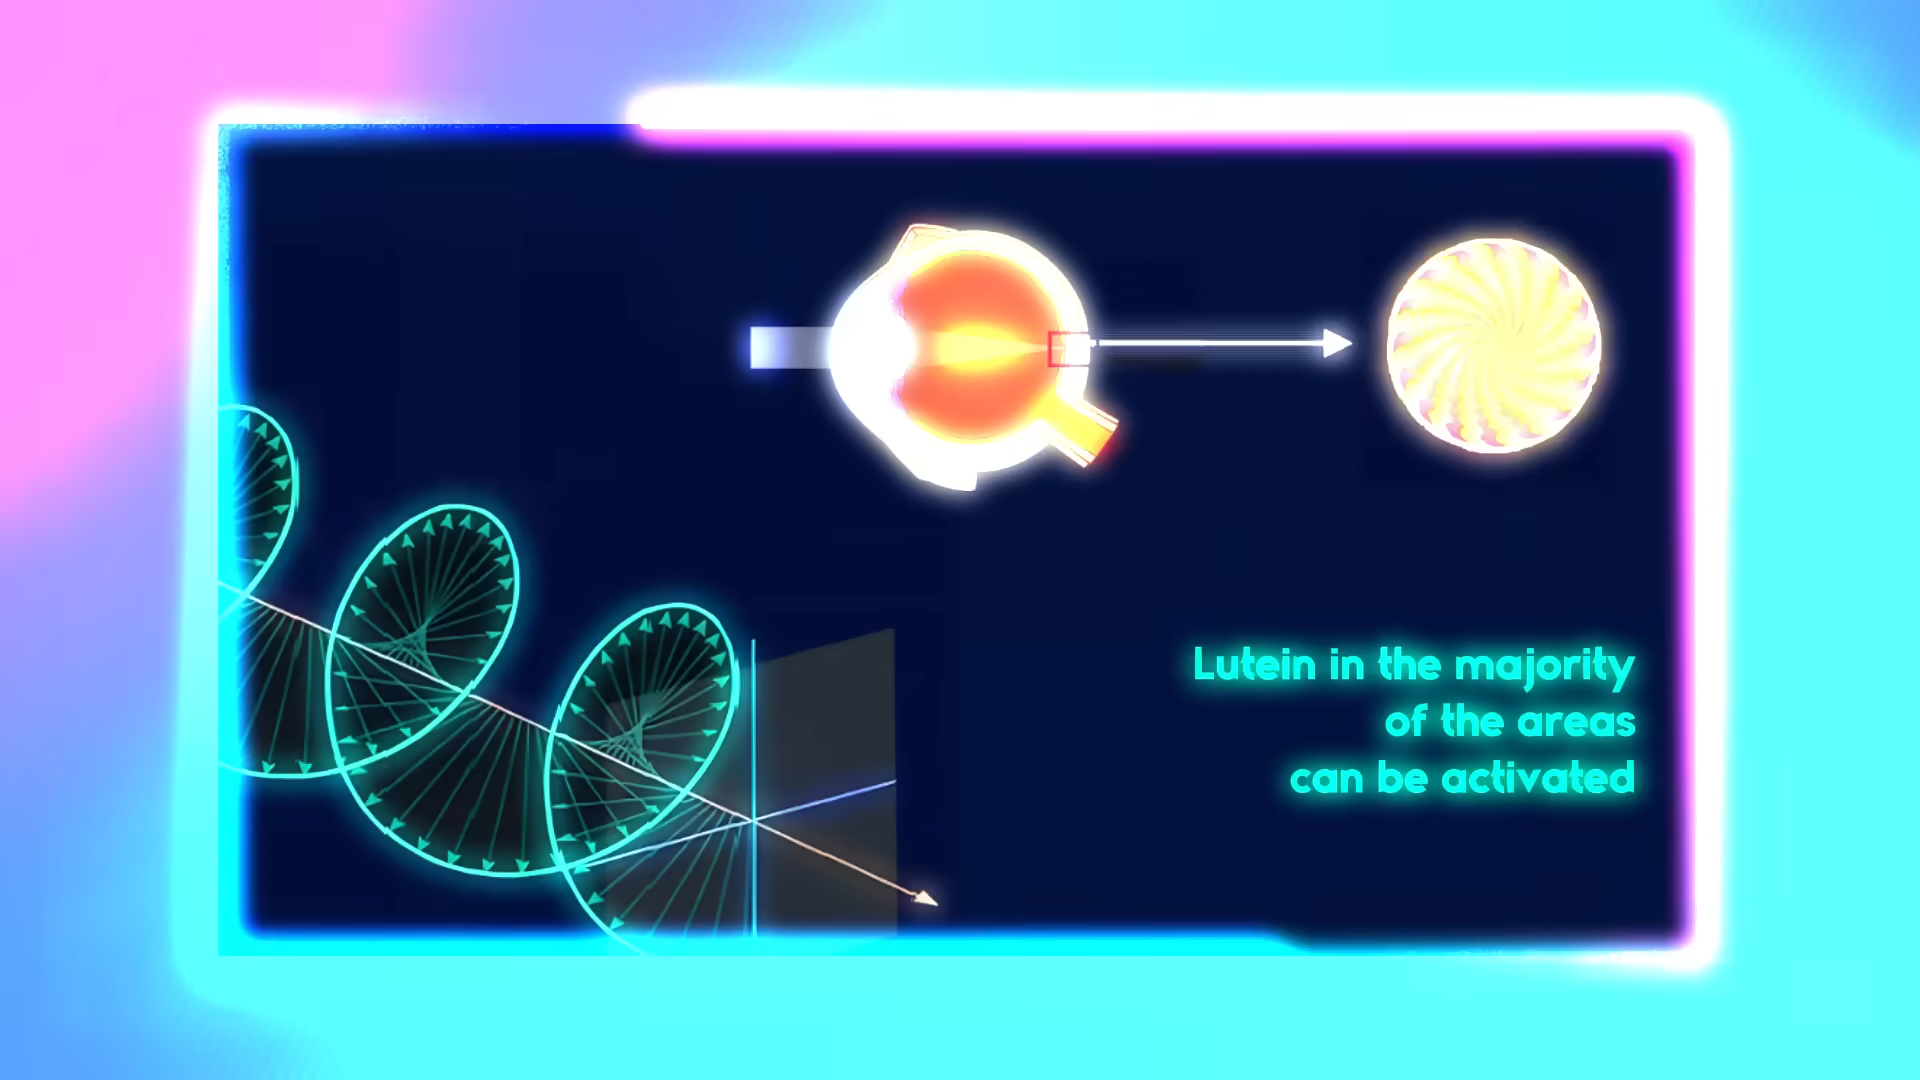 Lutein in the majority
of the areas
can be activated